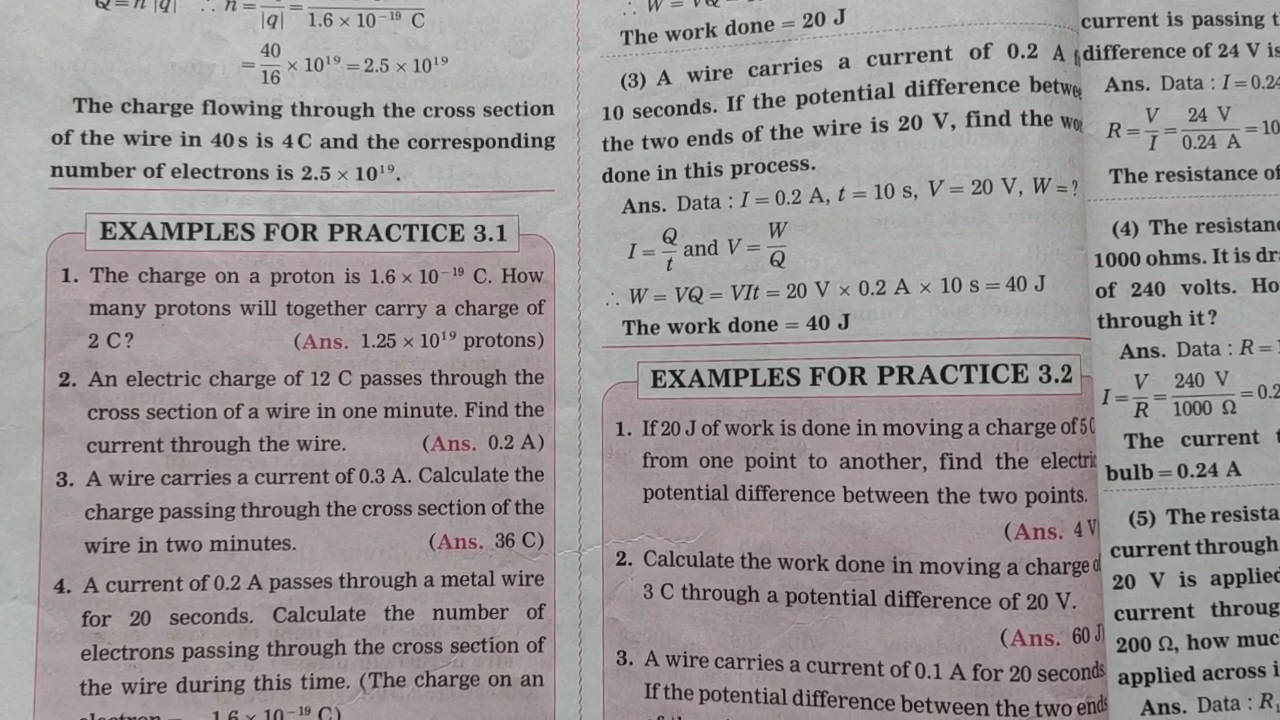 Q = n |q| ∴ n = |q| = 1.6 × 10⁻¹⁹ C
= 40/16 × 10¹⁹ = 2.5 × 10¹⁹
The charge flowing through the cross section
of the wire in 40 s is 4 C and the corresponding
number of electrons is 2.5 × 10¹⁹.
EXAMPLES FOR PRACTICE 3.1
1. The charge on a proton is 1.6 × 10⁻¹⁹ C. How
many protons will together carry a charge of
2 C? (Ans. 1.25 × 10¹⁹ protons)
2. An electric charge of 12 C passes through the
cross section of a wire in one minute. Find the
current through the wire. (Ans. 0.2 A)
3. A wire carries a current of 0.3 A. Calculate the
charge passing through the cross section of the
wire in two minutes. (Ans. 36 C)
4. A current of 0.2 A passes through a metal wire
for 20 seconds. Calculate the number of
electrons passing through the cross section of
the wire during this time. (The charge on an
electron = 1.6 × 10⁻¹⁹ C)
∴ W = VQ =
The work done = 20 J
(3) A wire carries a current of 0.2 A
10 seconds. If the potential difference
the two ends of the wire is 20 V, find the
done in this process.
Ans. Data : I = 0.2 A, t = 10 s, V = 20 V, W = ?
I = Q/t and V = W/Q
∴ W = VQ = VIt = 20 V × 0.2 A × 10 s = 40 J
The work done = 40 J
EXAMPLES FOR PRACTICE 3.2
1. If 20 J of work is done in moving a charge of 5
from one point to another, find the
potential difference between the two points.
(Ans. 4 V
2. Calculate the work done in moving a charge
3 C through a potential difference of 20 V.
(Ans. 60 J)
3. A wire carries a current of 0.1 A for 20 seconds
If the potential difference between the two ends
current is passing
difference of 24 V is
Ans. Data : I = 0.24
R = V/I = 24 V/0.24 A = 10
The resistance of
(4) The
1000 ohms. It is
of 240 volts.
through it?
Ans. Data : R =
I = V/R = 240 V/1000 Ω = 0.2
The current
bulb = 0.24 A
(5) The
current through
20 V is applied
current
200 Ω, how
applied across
Ans. Data : R